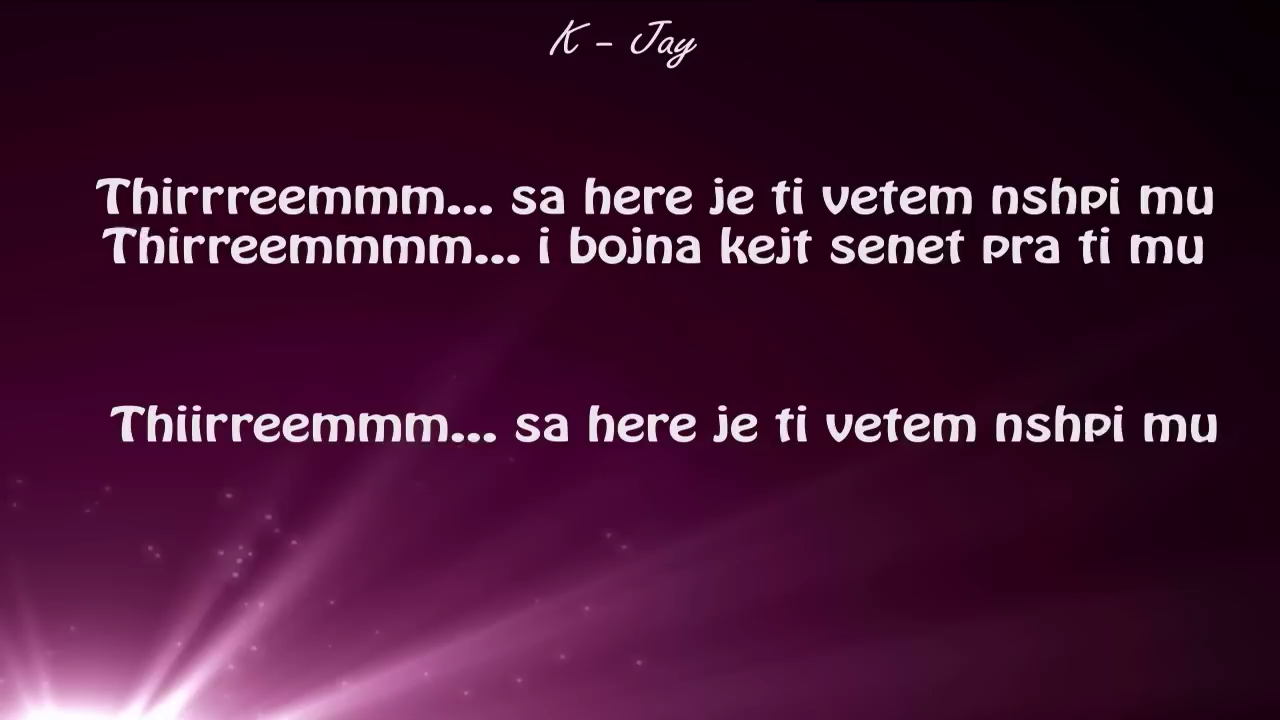 K - Jay
Thirrreemmm... sa here je ti vetem nshpi mu
Thirreemmmm... i bojna kejt senet pra ti mu
Thiirreemmm... sa here je ti vetem nshpi mu